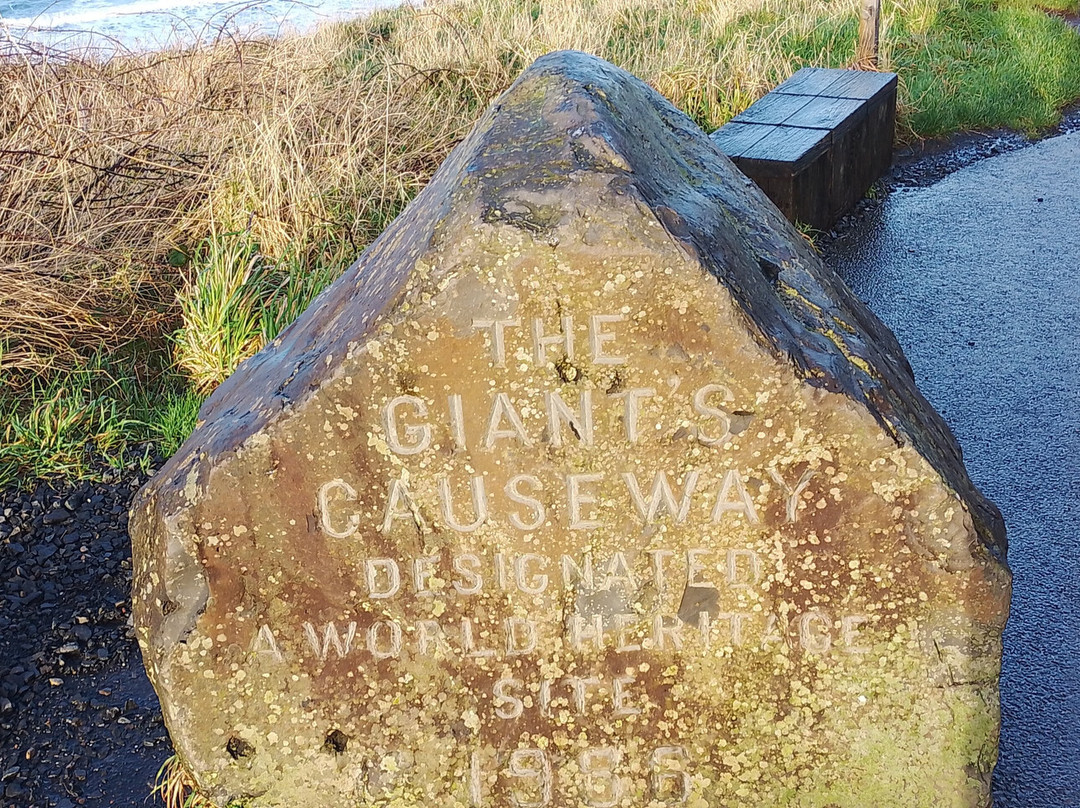 THE
GIANT'S
CAUSEWAY
DESIGNATED
A WORLD HERITAGE
SITE
1986